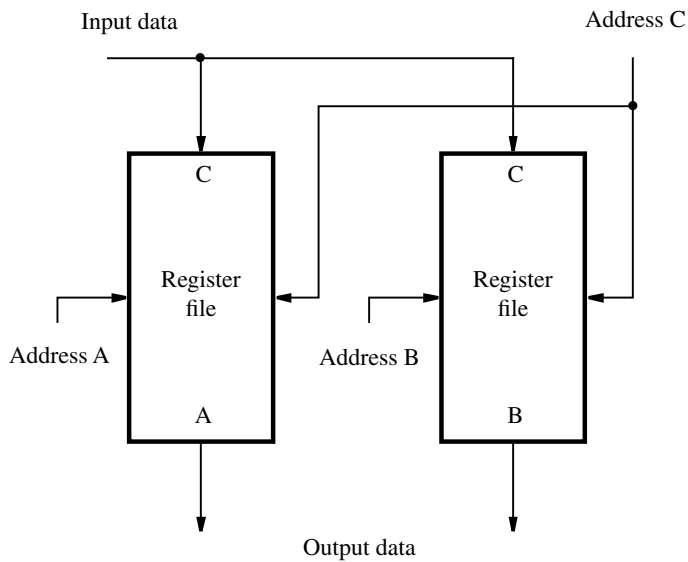 Input data
Address C
C
C
Register
file
Register
file
Address A
Address B
A
B
Output data